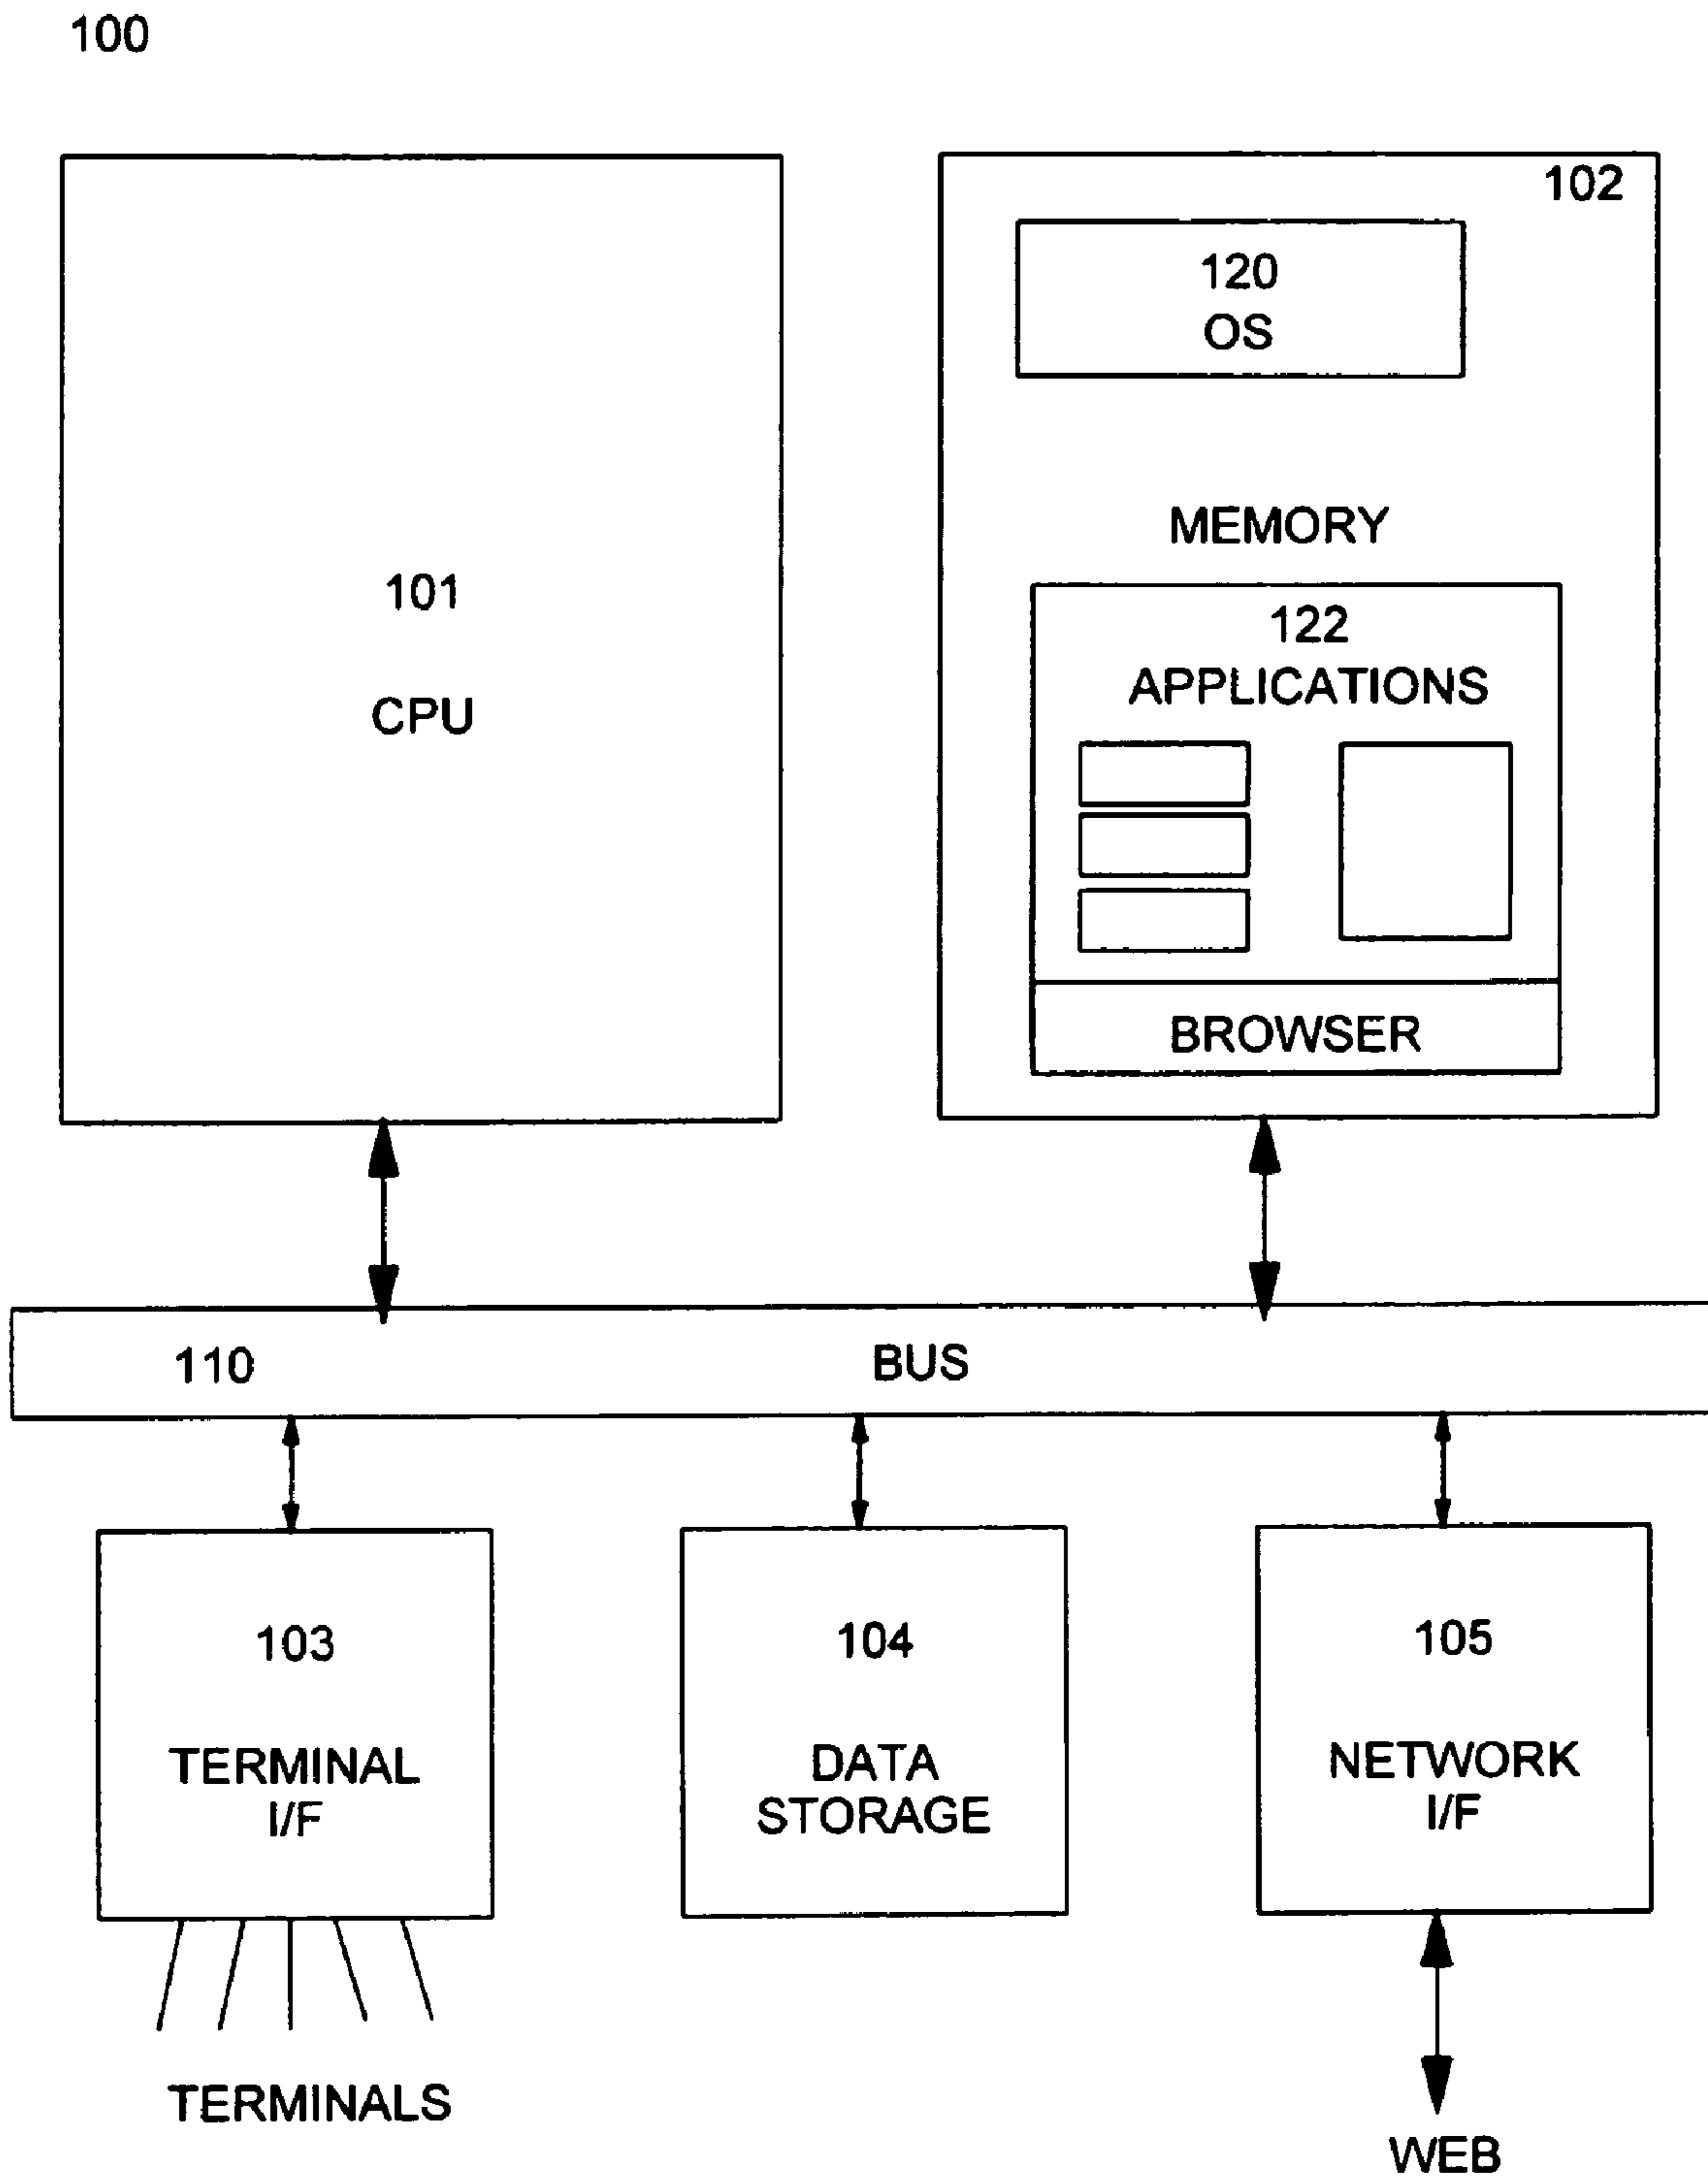 100
102
120
OS
101
CPU
MEMORY
122
APPLICATIONS
BROWSER
110
BUS
103
TERMINAL
I/F
104
DATA
STORAGE
105
NETWORK
I/F
TERMINALS
WEB